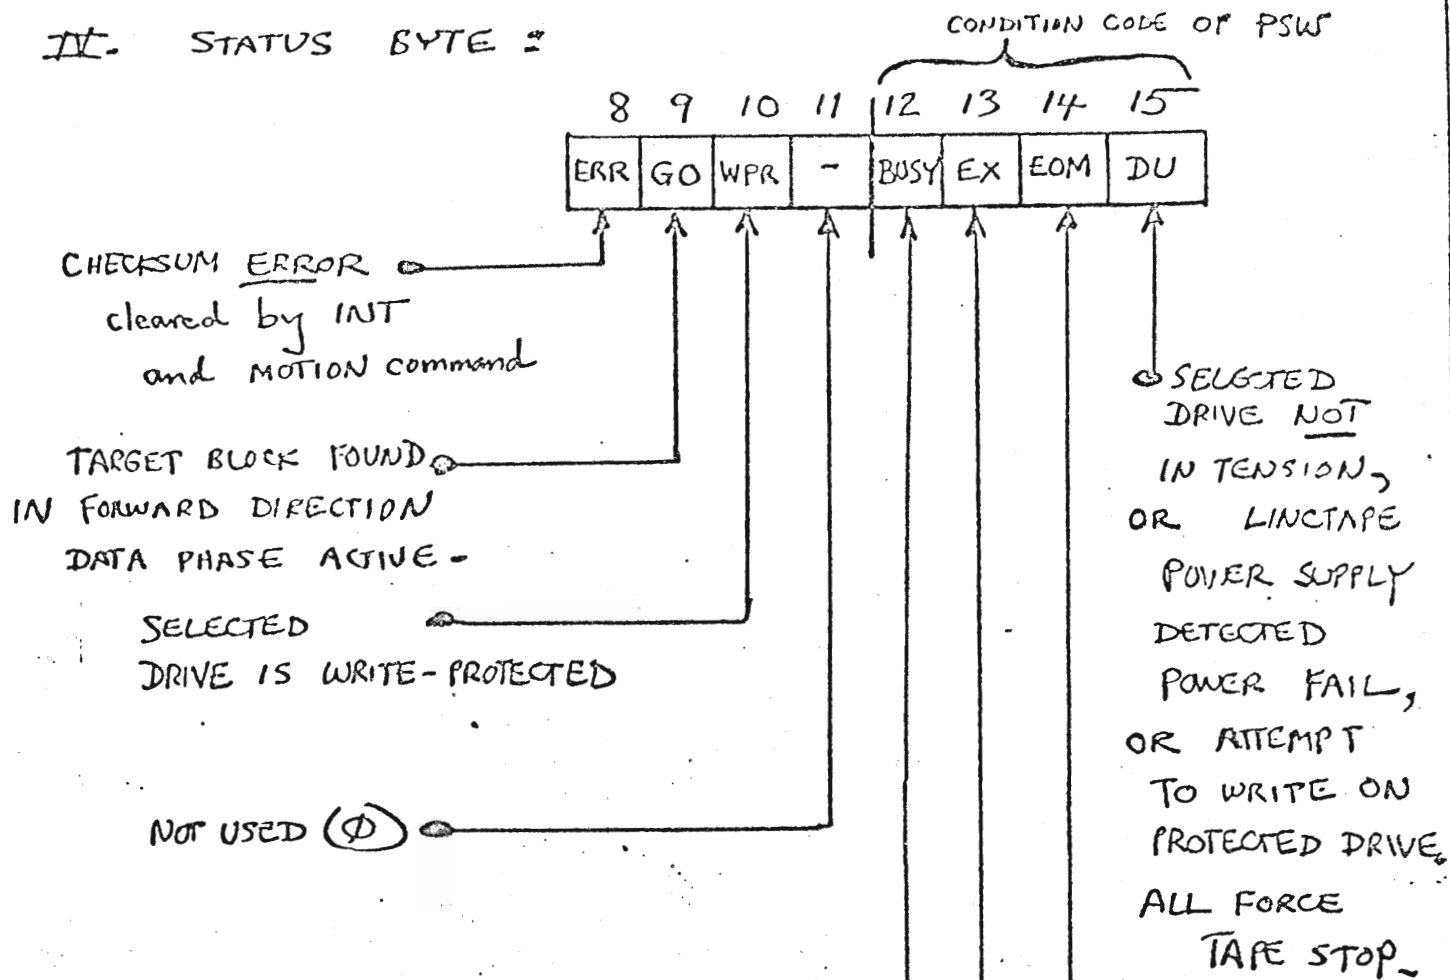 CONDITION CODE OF PSW
IV. STATUS BYTE :
8 9 10 11 12 13 14 15
ERR GO WPR - BUSY EX EOM DU
CHECKSUM ERROR
cleared by INT
and MOTION command
TARGET BLOCK FOUND
IN FORWARD DIRECTION
DATA PHASE ACTIVE -
SELECTED
DRIVE IS WRITE-PROTECTED
NOT USED (Ø)
SELECTED
DRIVE NOT
IN TENSION,
OR LINCTAPE
POWER SUPPLY
DETECTED
POWER FAIL,
OR ATTEMPT
TO WRITE ON
PROTECTED DRIVE.
ALL FORCE
TAPE STOP-